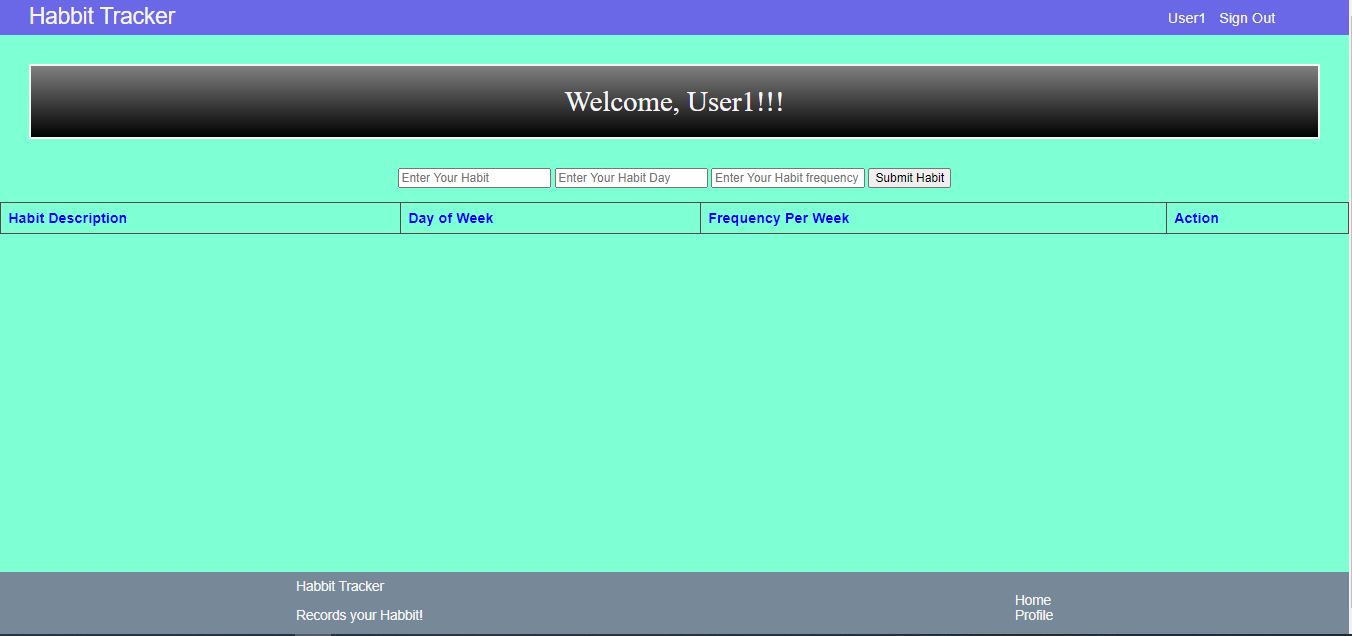 Habbit Tracker
User1 Sign Out
Welcome, User1!!!
Enter Your Habit Enter Your Habit Day Enter Your Habit frequency Submit Habit
Habit Description Day of Week Frequency Per Week Action
Habbit Tracker
Records your Habbit!
Home
Profile